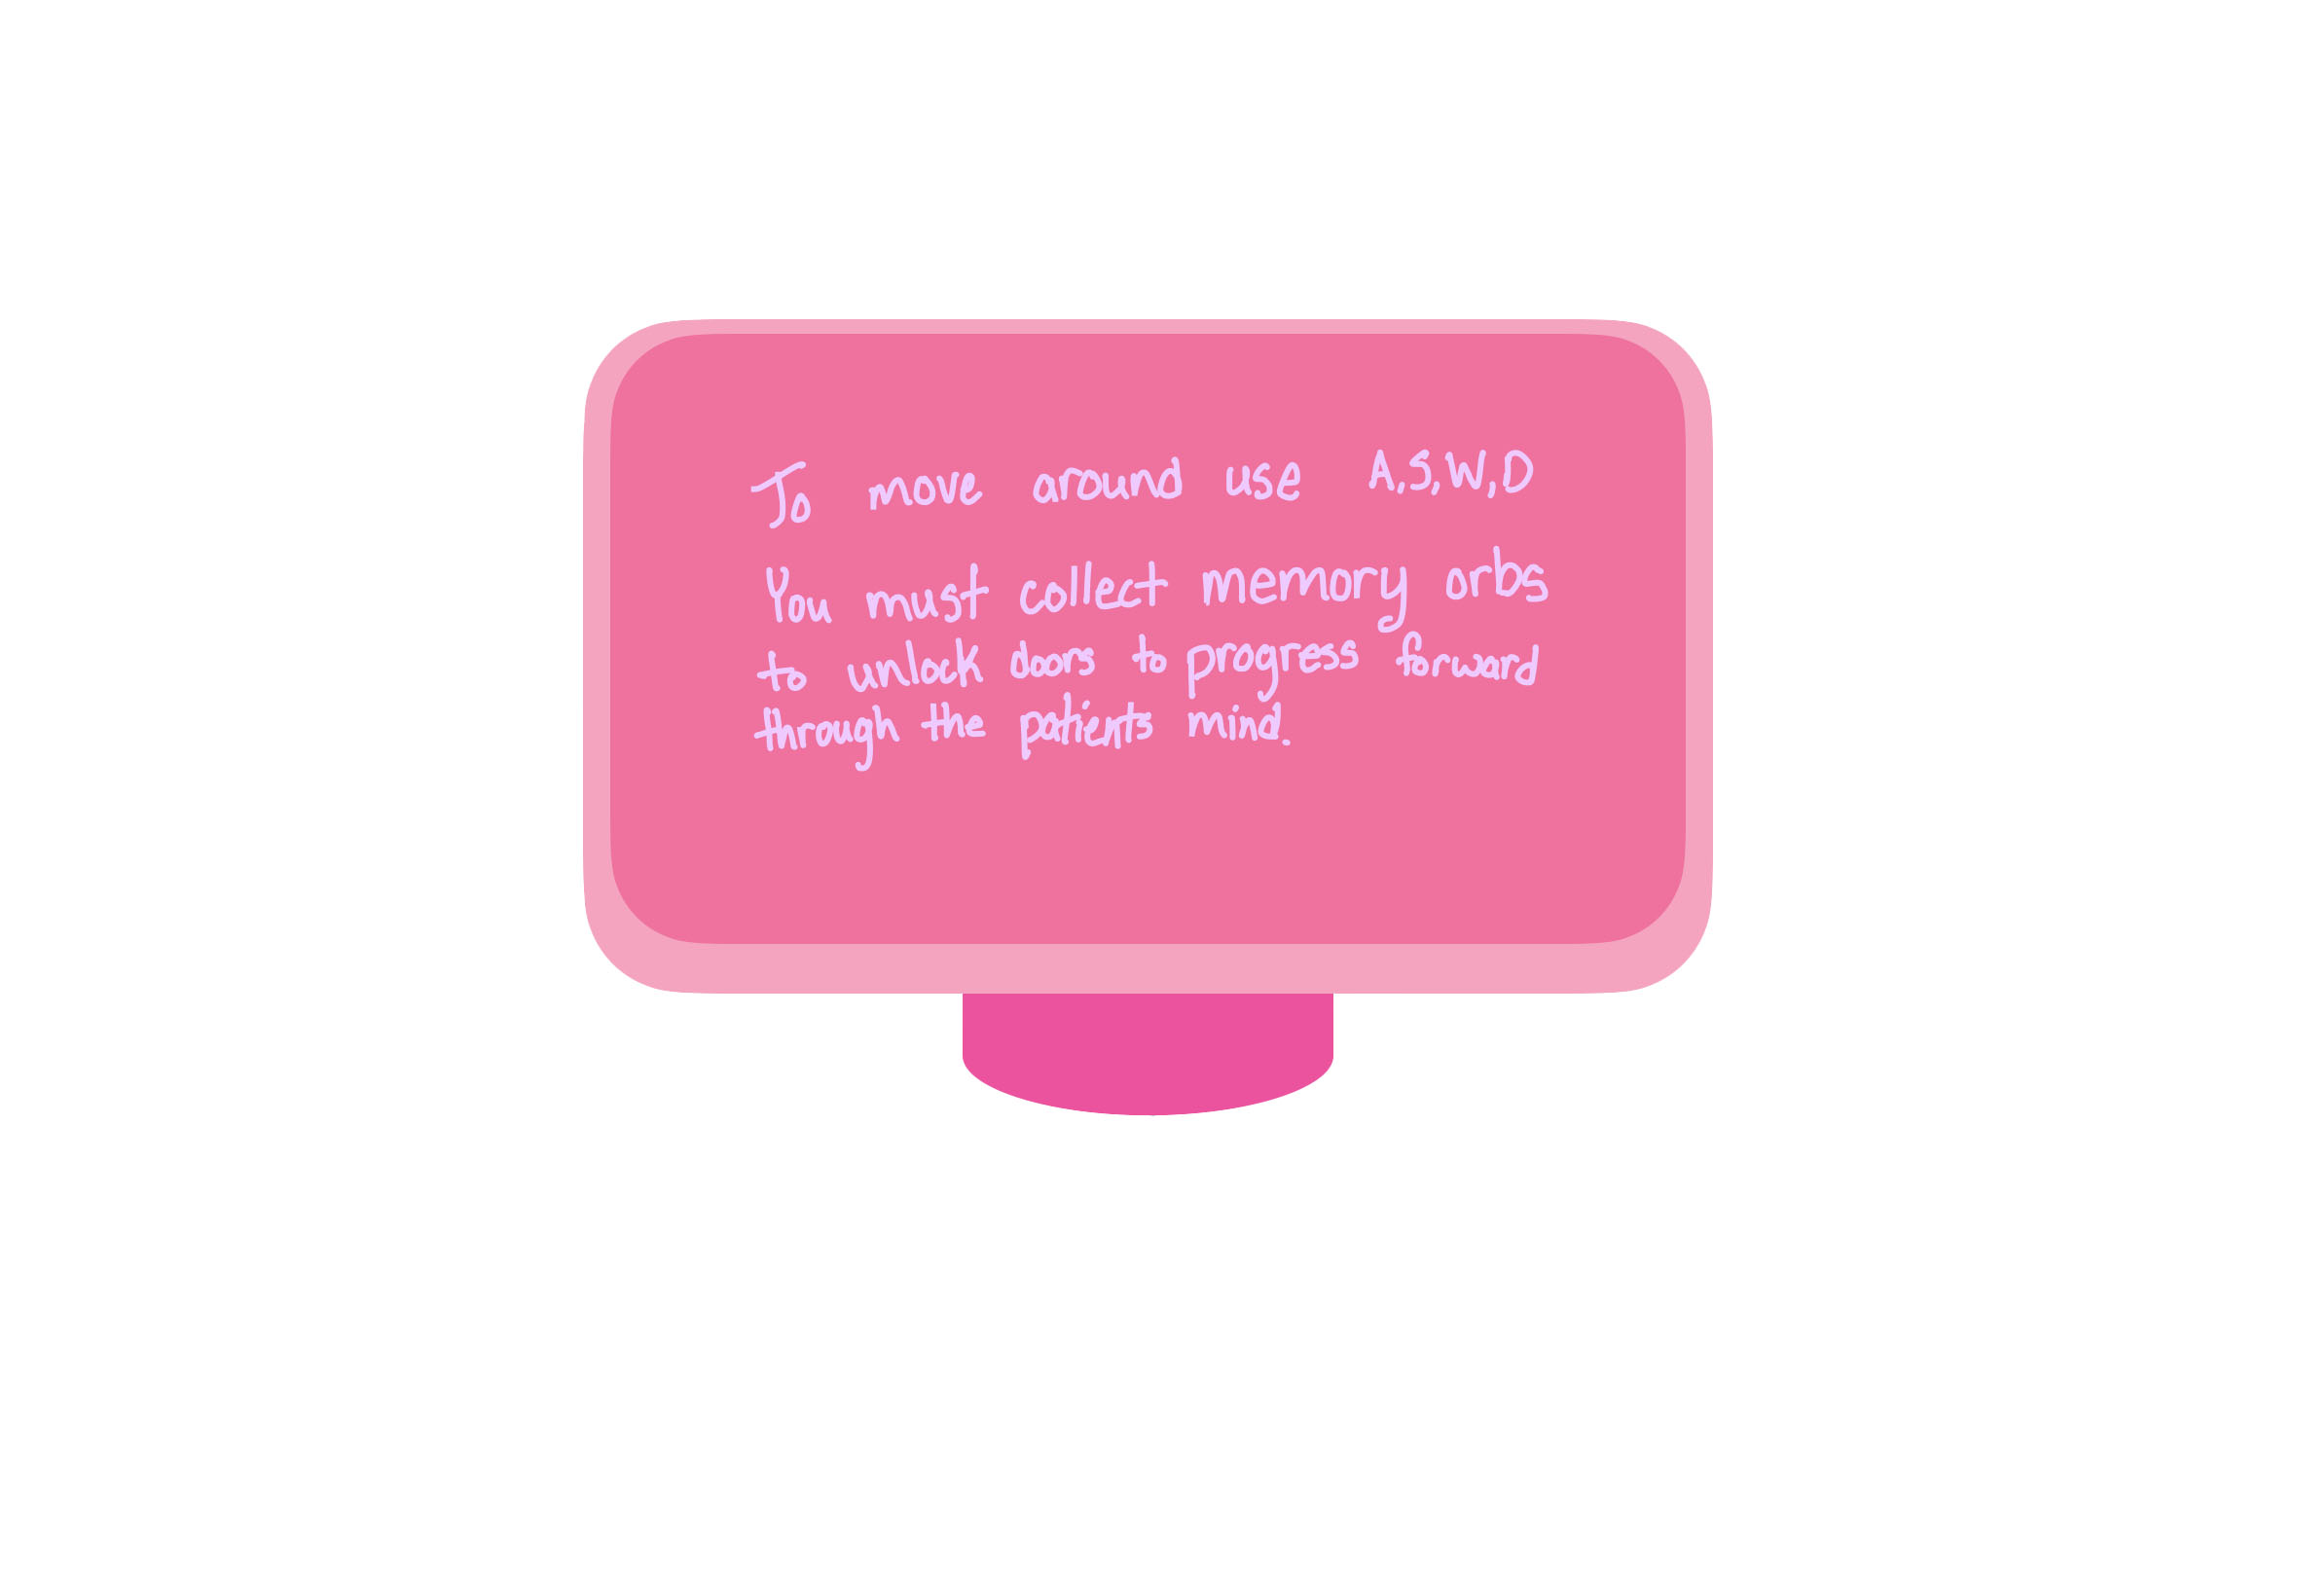 To move around use A,S,W,D
You must collect memory orbs
to unlock doors to progress forward
through the patients mind.